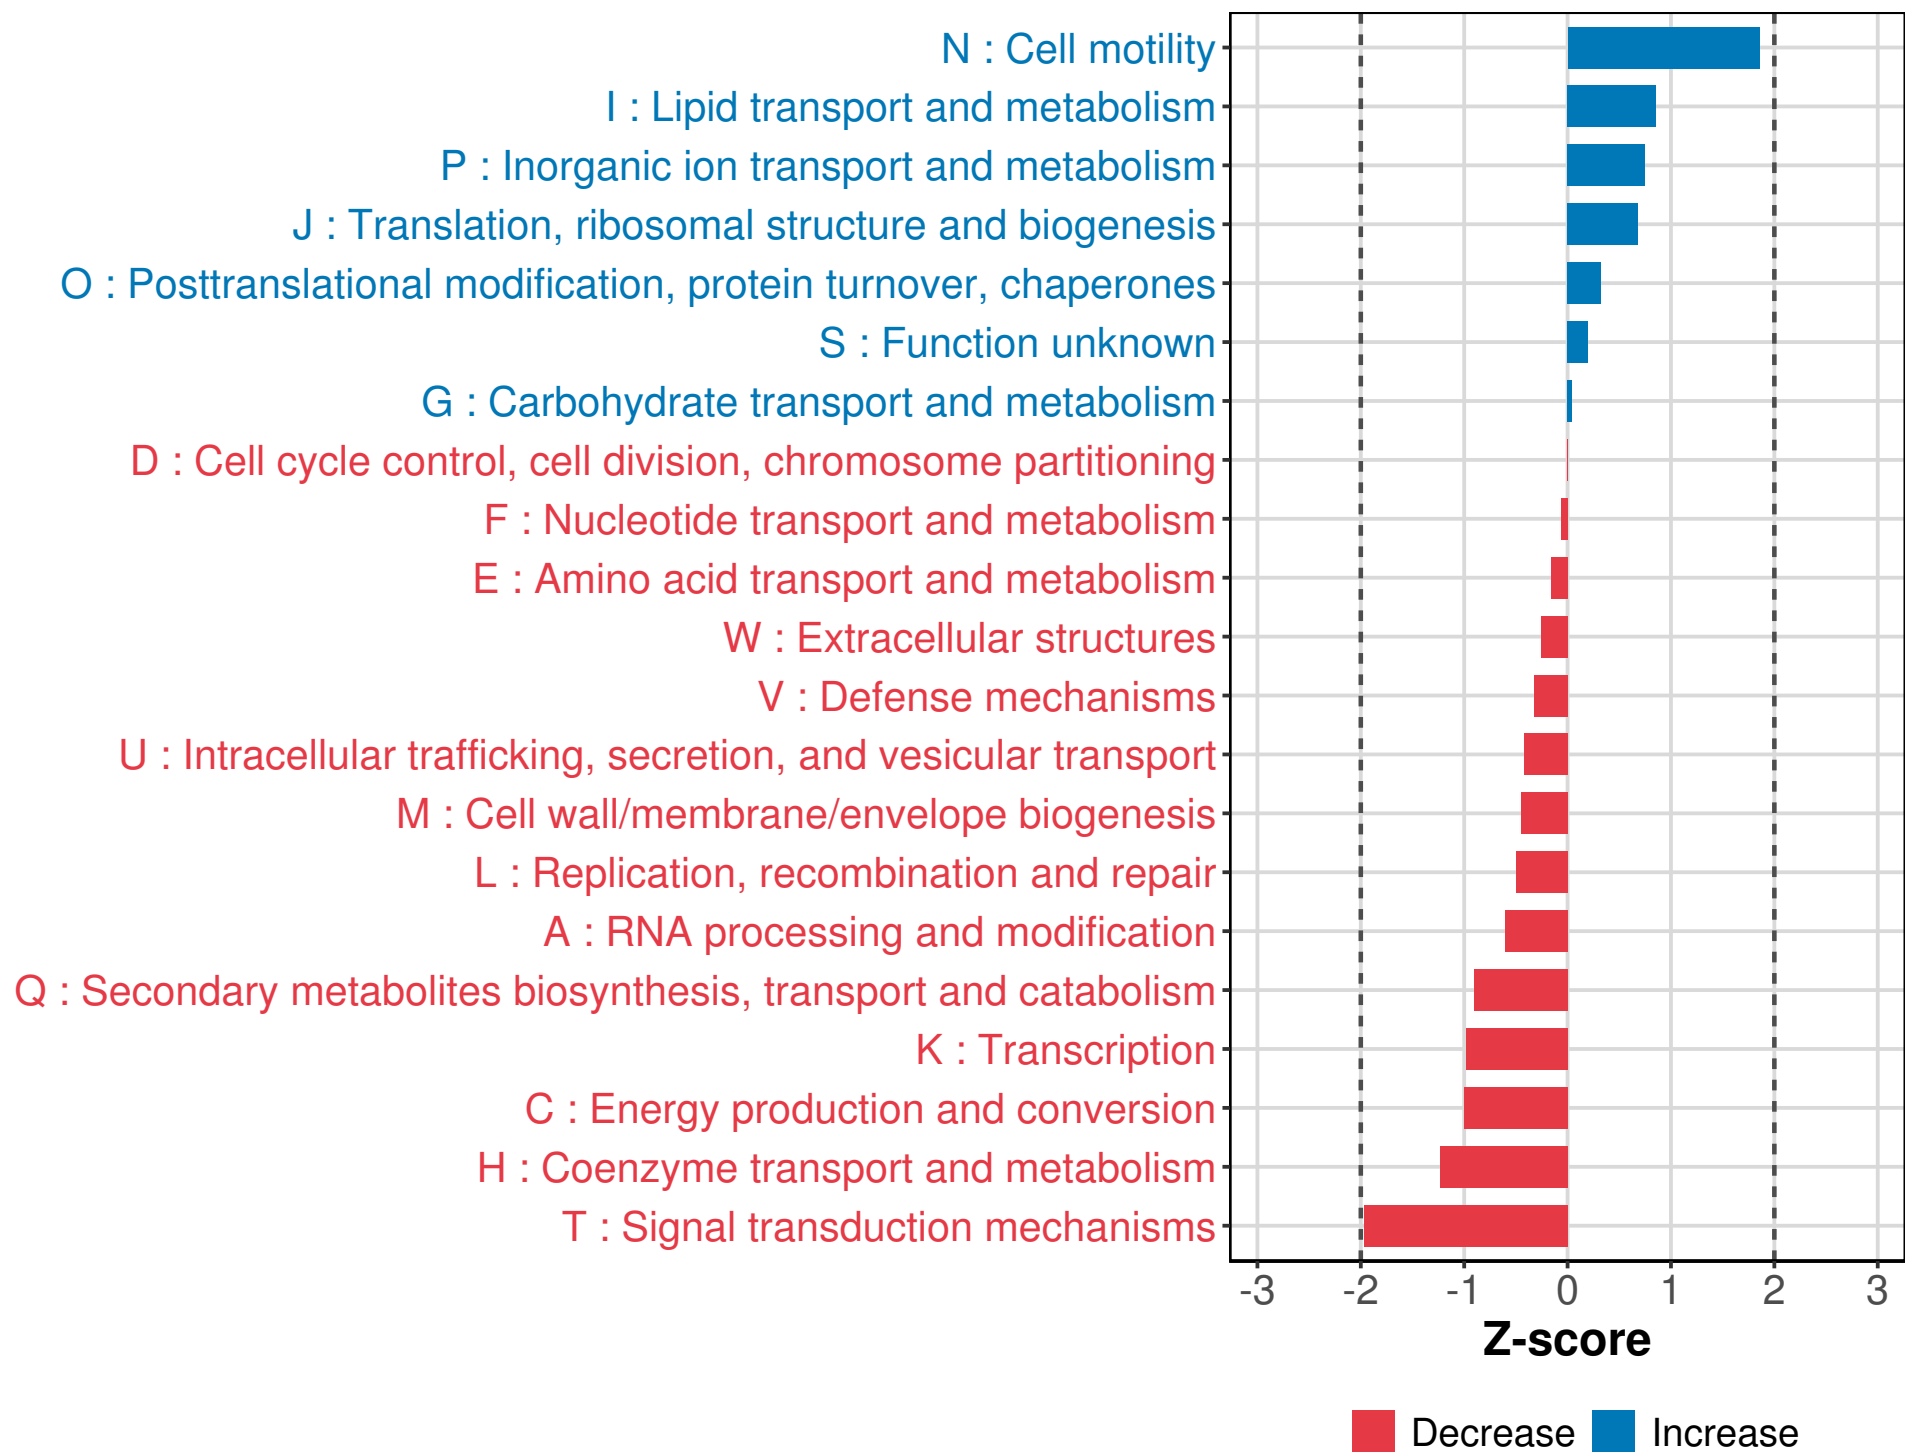 N : Cell motility
I : Lipid transport and metabolism
P : Inorganic ion transport and metabolism
J : Translation, ribosomal structure and biogenesis
O : Posttranslational modification, protein turnover, chaperones
S : Function unknown
G : Carbohydrate transport and metabolism
D : Cell cycle control, cell division, chromosome partitioning
F : Nucleotide transport and metabolism
E : Amino acid transport and metabolism
W : Extracellular structures
V : Defense mechanisms
U : Intracellular trafficking, secretion, and vesicular transport
M : Cell wall/membrane/envelope biogenesis
L : Replication, recombination and repair
A : RNA processing and modification
Q : Secondary metabolites biosynthesis, transport and catabolism
K : Transcription
C : Energy production and conversion
H : Coenzyme transport and metabolism
T : Signal transduction mechanisms
-3 -2 -1 0 1 2 3
Z-score
Decrease Increase